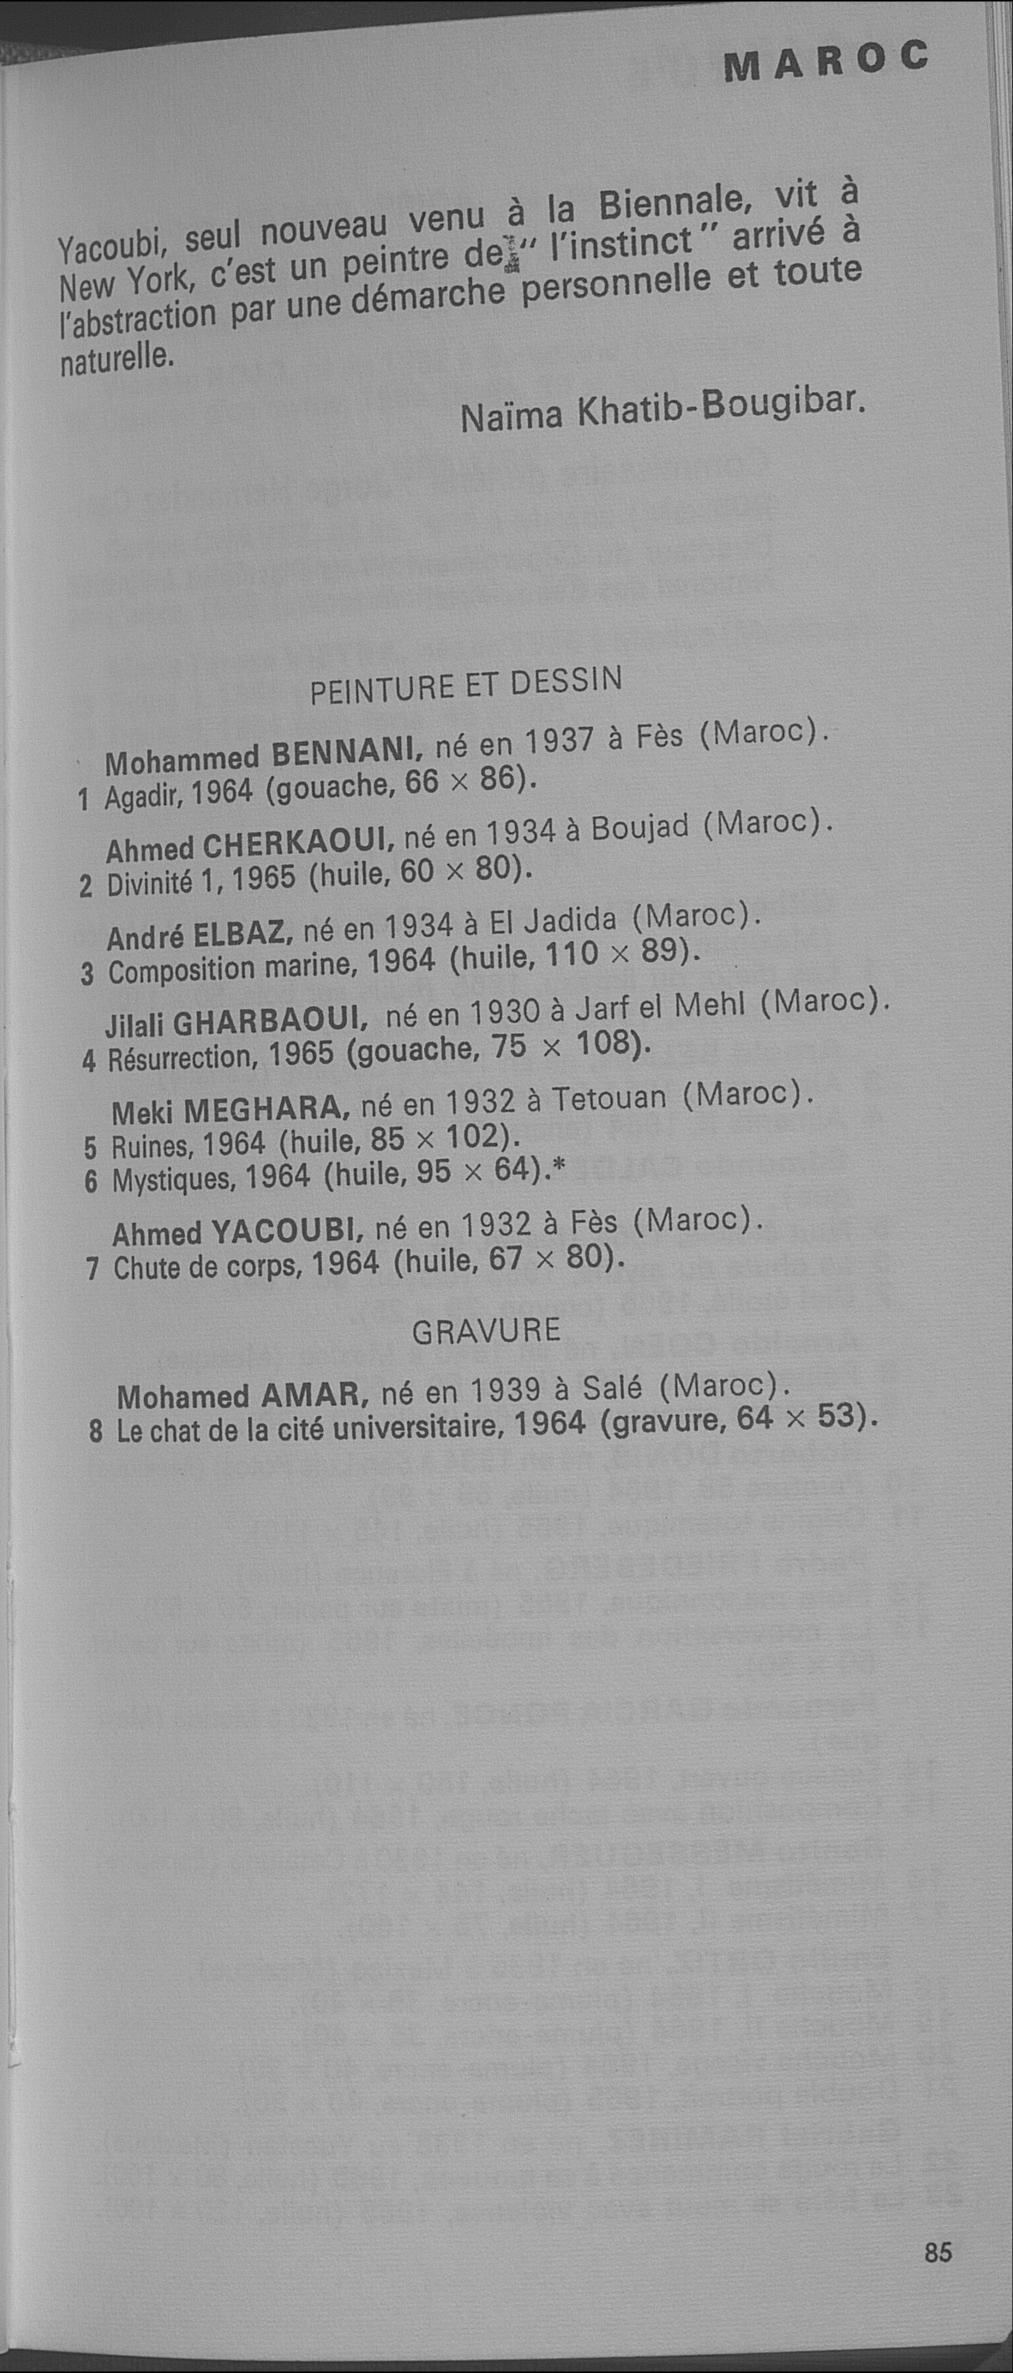 MAROC
Yacoubi, seul nouveau venu à la Biennale, vit à
New York, c'est un peintre de “ l'instinct ” arrivé à
l'abstraction par une démarche personnelle et toute
naturelle.
Naïma Khatib-Bougibar.
PEINTURE ET DESSIN
Mohammed BENNANI, né en 1937 à Fès (Maroc).
1 Agadir, 1964 (gouache, 66 × 86).
Ahmed CHERKAOUI, né en 1934 à Boujad (Maroc).
2 Divinité 1, 1965 (huile, 60 × 80).
André ELBAZ, né en 1934 à El Jadida (Maroc).
3 Composition marine, 1964 (huile, 110 × 89).
Jilali GHARBAOUI, né en 1930 à Jarf el Mehl (Maroc).
4 Résurrection, 1965 (gouache, 75 × 108).
Meki MEGHARA, né en 1932 à Tetouan (Maroc).
5 Ruines, 1964 (huile, 85 × 102).
6 Mystiques, 1964 (huile, 95 × 64).*
Ahmed YACOUBI, né en 1932 à Fès (Maroc).
7 Chute de corps, 1964 (huile, 67 × 80).
GRAVURE
Mohamed AMAR, né en 1939 à Salé (Maroc).
8 Le chat de la cité universitaire, 1964 (gravure, 64 × 53).
85